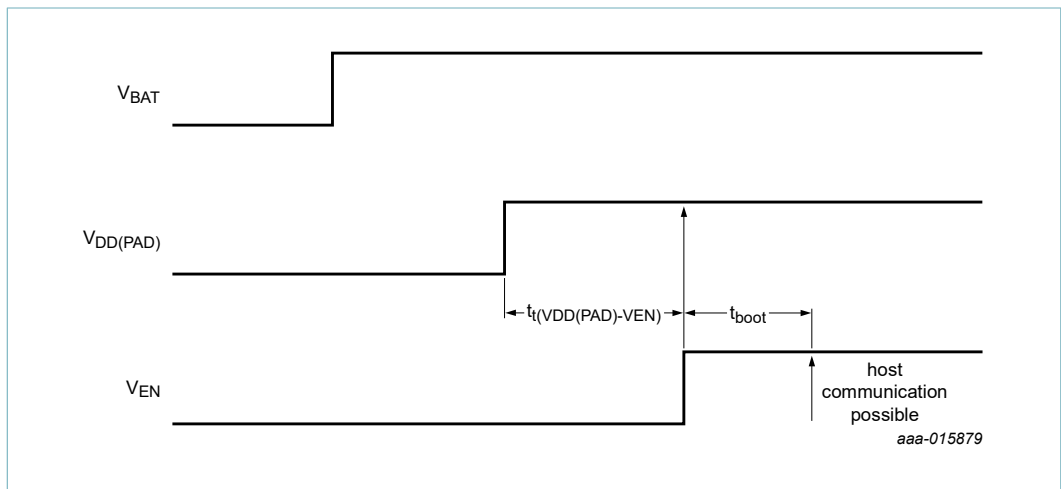 VBAT
VDD(PAD)
tt(VDD(PAD)-VEN)
tboot
VEN
host
communication
possible
aaa-015879